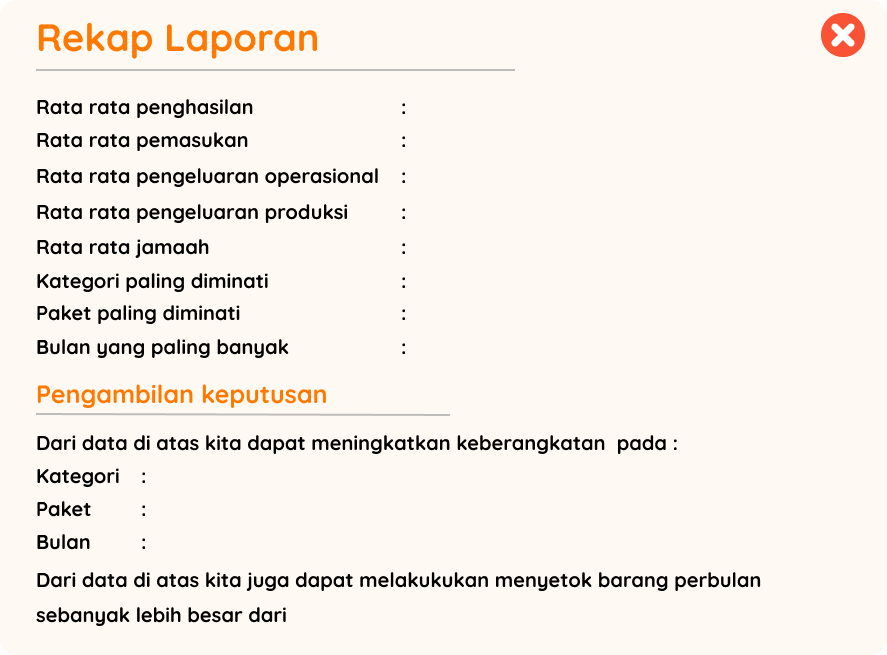 Rekap Laporan
Rata rata penghasilan :
Rata rata pemasukan :
Rata rata pengeluaran operasional :
Rata rata pengeluaran produksi :
Rata rata jamaah :
Kategori paling diminati :
Paket paling diminati :
Bulan yang paling banyak :
Pengambilan keputusan
Dari data di atas kita dapat meningkatkan keberangkatan pada :
Kategori :
Paket :
Bulan :
Dari data di atas kita juga dapat melakukukan menyetok barang perbulan
sebanyak lebih besar dari